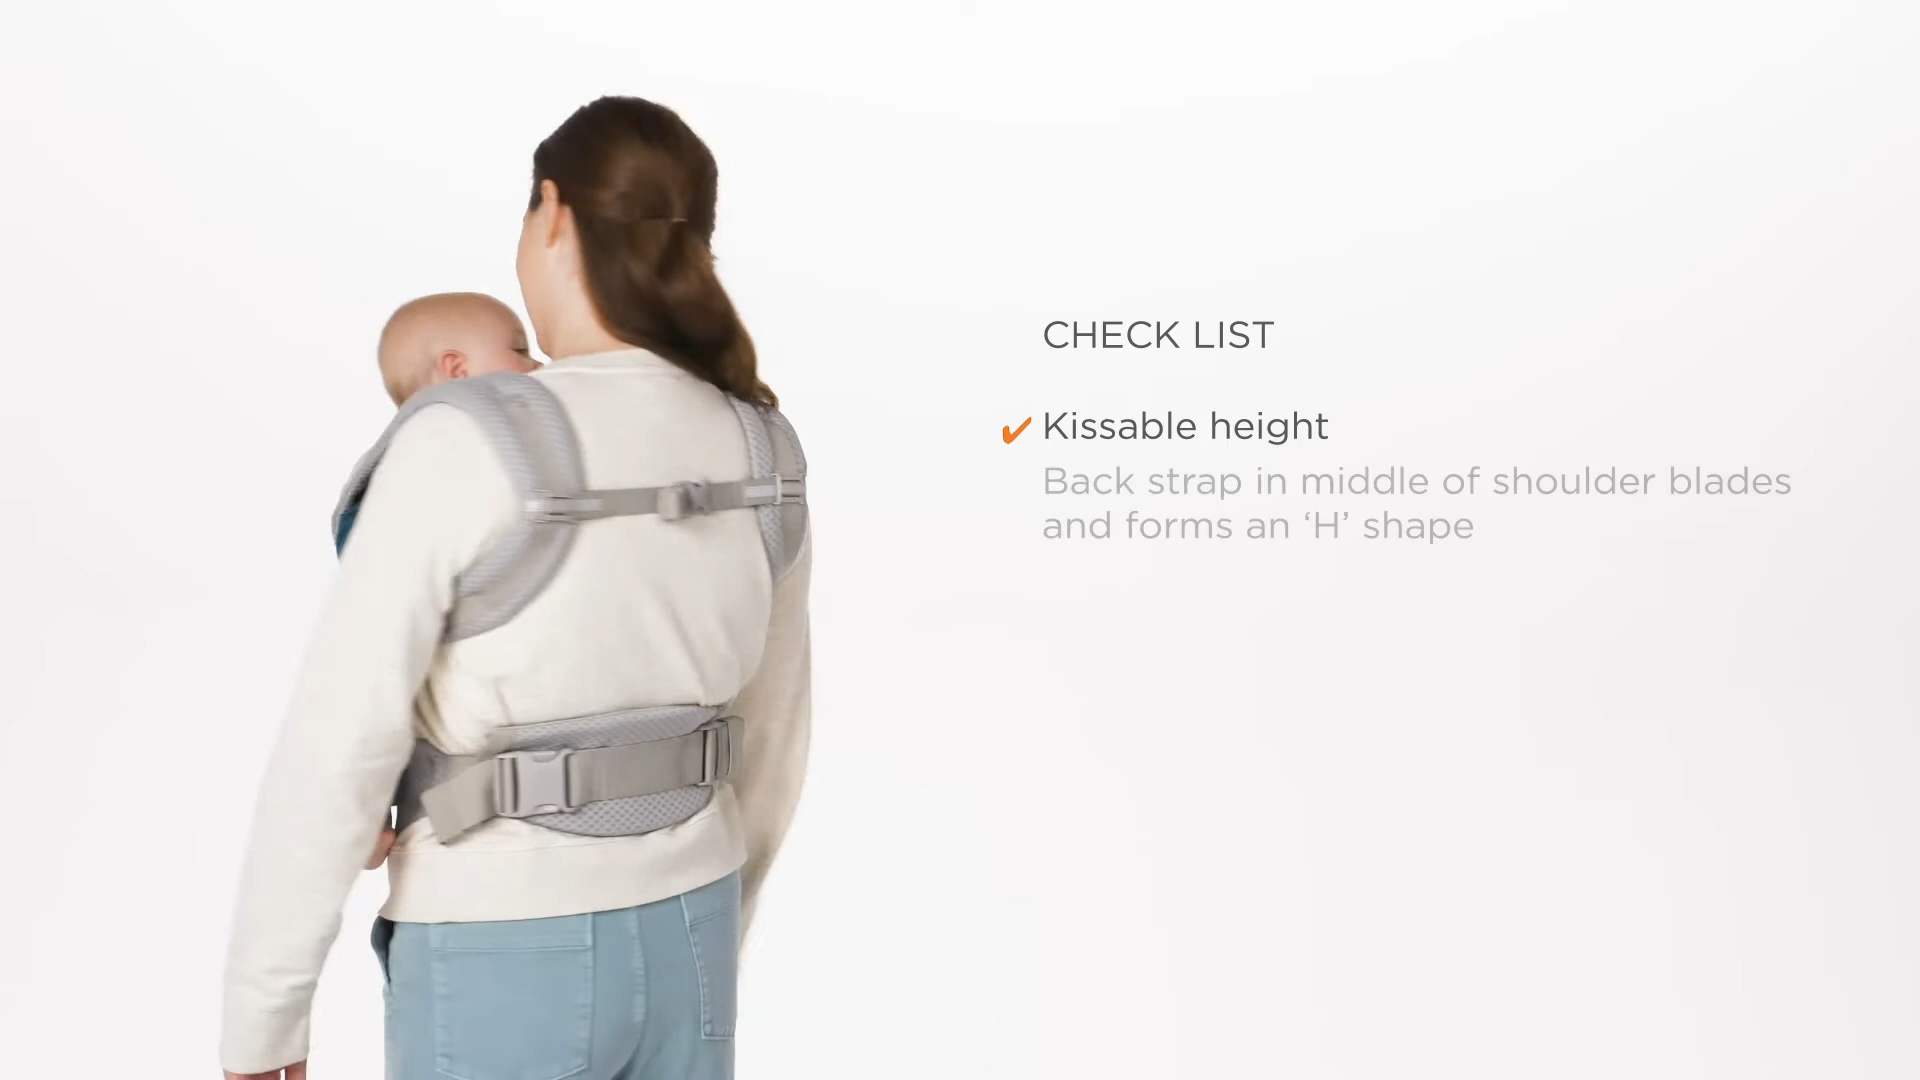 CHECK LIST
Kissable height
Back strap in middle of shoulder blades
and forms an ‘H’ shape